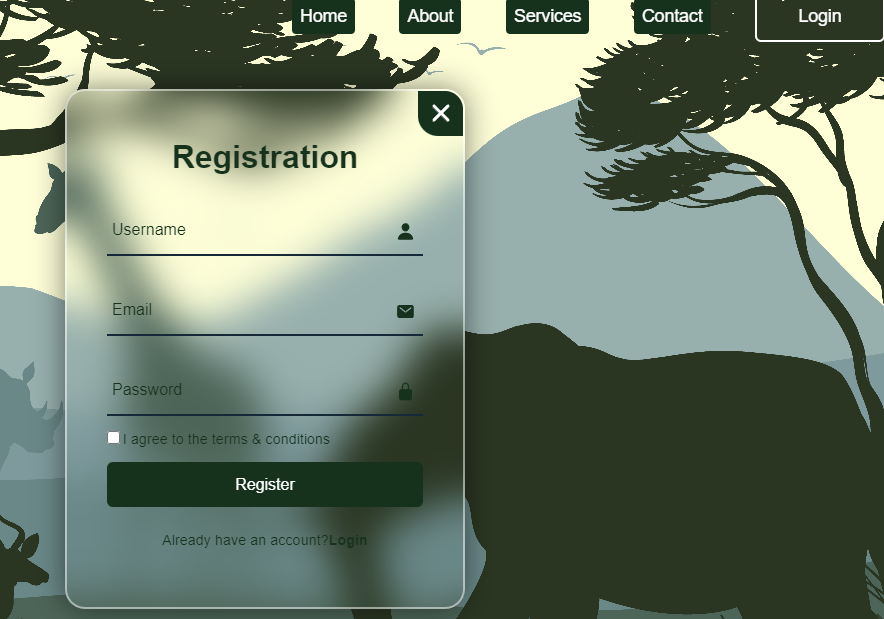 Home About Services Contact Login
Registration
Username
Email
Password
I agree to the terms & conditions
Register
Already have an account?Login